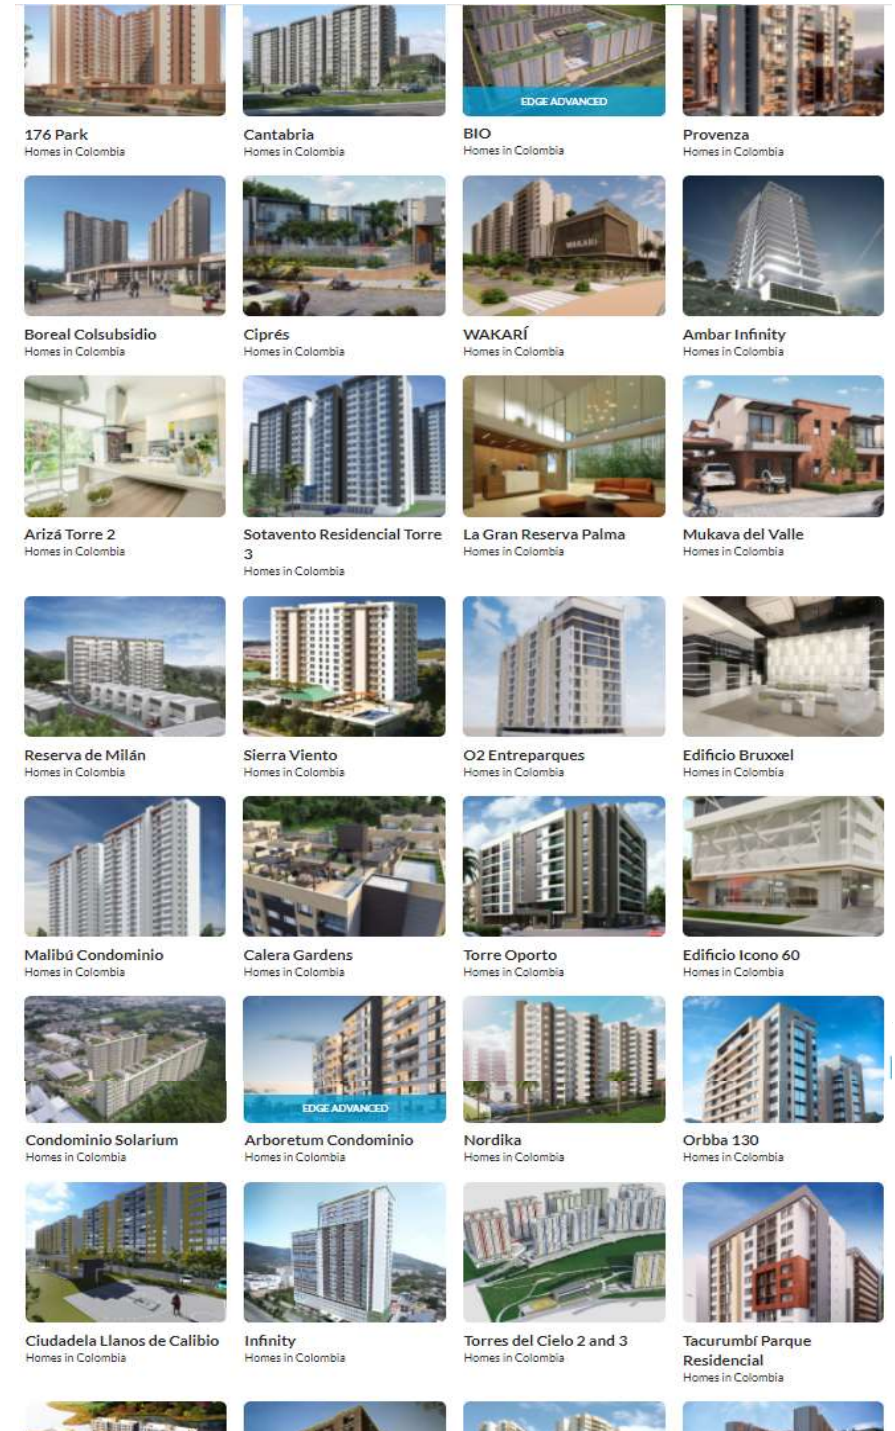 EDGE ADVANCED
176 Park
Homes in Colombia
Cantabria
Homes in Colombia
BIO
Homes in Colombia
Provenza
Homes in Colombia
WAKARI
Boreal Colsubsidio
Homes in Colombia
Ciprés
Homes in Colombia
WAKARÍ
Homes in Colombia
Ambar Infinity
Homes in Colombia
Arizá Torre 2
Homes in Colombia
Sotavento Residencial Torre
3
Homes in Colombia
La Gran Reserva Palma
Homes in Colombia
Mukava del Valle
Homes in Colombia
Reserva de Milán
Homes in Colombia
Sierra Viento
Homes in Colombia
O2 Entreparques
Homes in Colombia
Edificio Bruxxel
Homes in Colombia
Malibú Condominio
Homes in Colombia
Calera Gardens
Homes in Colombia
Torre Oporto
Homes in Colombia
Edificio Icono 60
Homes in Colombia
Condominio Solarium
Homes in Colombia
EDGE ADVANCED
Arboretum Condominio
Homes in Colombia
Nordika
Homes in Colombia
Orbba 130
Homes in Colombia
Ciudadela Llanos de Calibio
Homes in Colombia
Infinity
Homes in Colombia
Torres del Cielo 2 and 3
Homes in Colombia
Tacurumbí Parque
Residencial
Homes in Colombia